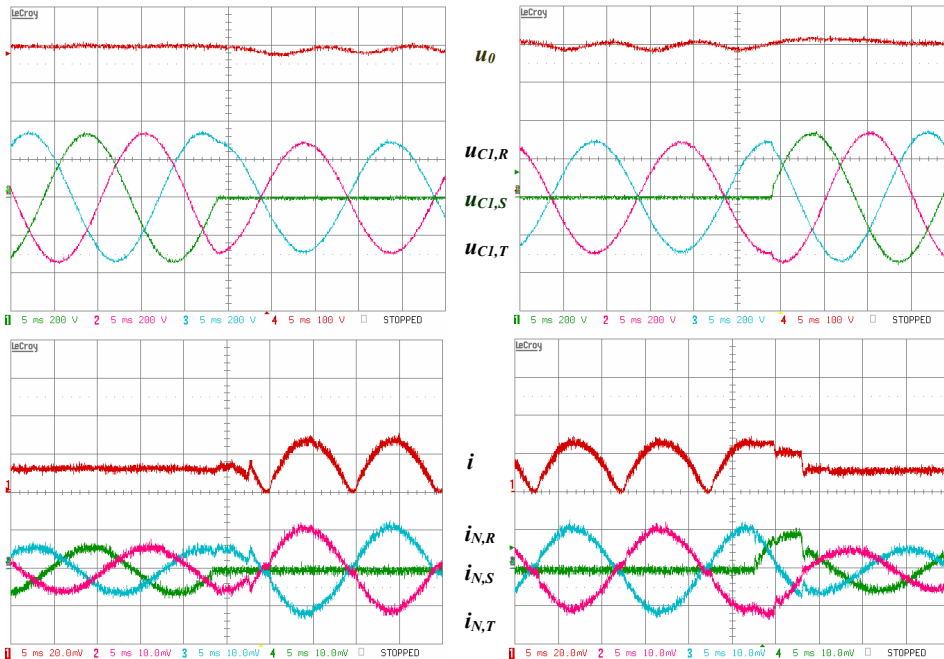 LeCroy
LeCroy
u0
uC1,R
uC1,S
uC1,T
1 5 ms 200 V 2 5 ms 200 V 3 5 ms 200 V 4 5 ms 100 V STOPPED
1 5 ms 200 V 2 5 ms 200 V 3 5 ms 200 V 4 5 ms 100 V STOPPED
LeCroy
LeCroy
i
1
1
iN,R
iN,S
iN,T
1 5 ms 20.0mV 2 5 ms 10.0mV 3 5 ms 10.0mV 4 5 ms 10.0mV STOPPED
1 5 ms 20.0mV 2 5 ms 10.0mV 3 5 ms 10.0mV 4 5 ms 10.0mV STOPPED